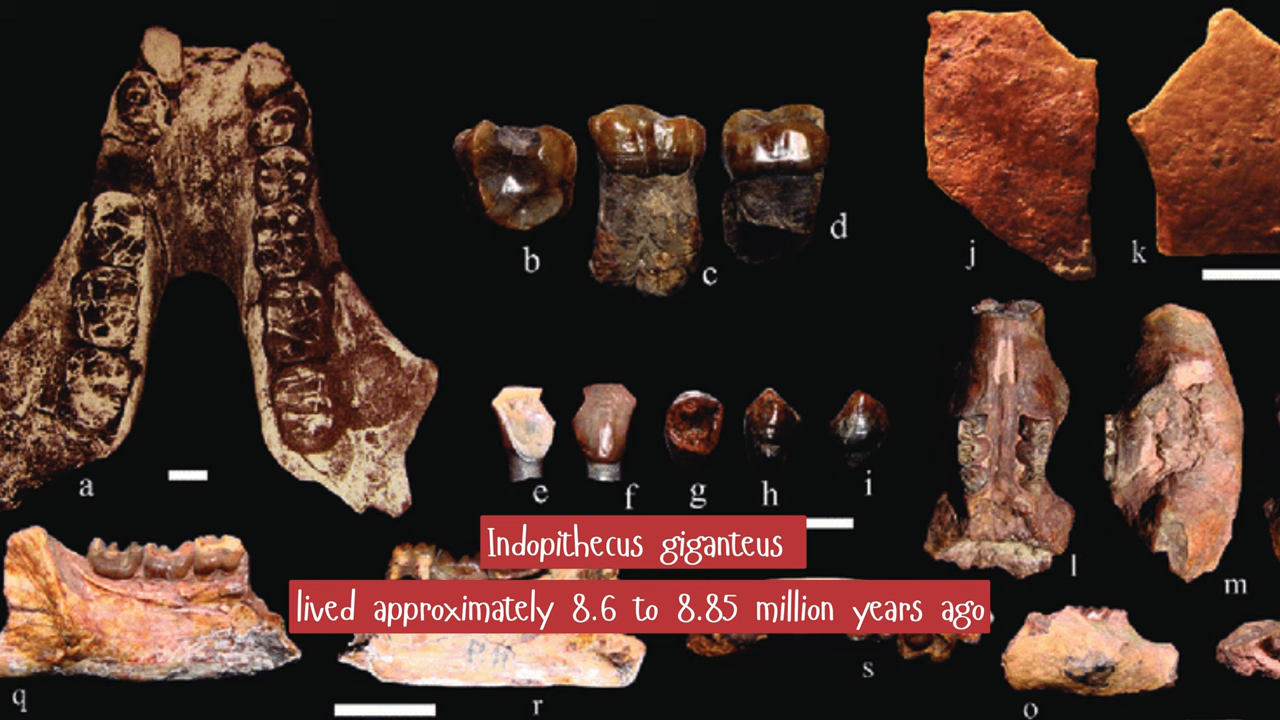 j
k
d
b
c
a
e
f
g
h
i
Indopithecus giganteus
l
m
lived approximately 8.6 to 8.85 million years ago
q
r
s
o